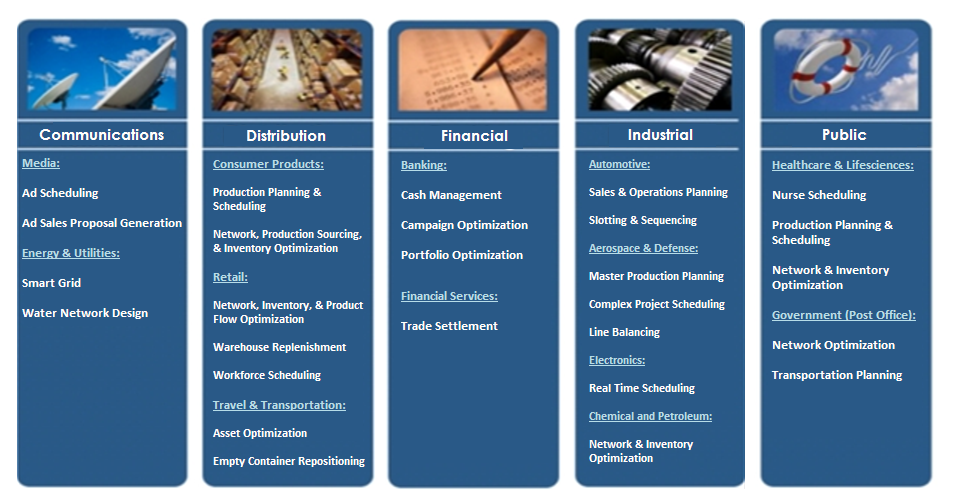 Communications
Media:
Ad Scheduling
Ad Sales Proposal Generation
Energy & Utilities:
Smart Grid
Water Network Design
Distribution
Consumer Products:
Production Planning &
Scheduling
Network, Production Sourcing,
& Inventory Optimization
Retail:
Network, Inventory, & Product
Flow Optimization
Warehouse Replenishment
Workforce Scheduling
Travel & Transportation:
Asset Optimization
Empty Container Repositioning
Financial
Banking:
Cash Management
Campaign Optimization
Portfolio Optimization
Financial Services:
Trade Settlement
Industrial
Automotive:
Sales & Operations Planning
Slotting & Sequencing
Aerospace & Defense:
Master Production Planning
Complex Project Scheduling
Line Balancing
Electronics:
Real Time Scheduling
Chemical and Petroleum:
Network & Inventory
Optimization
Public
Healthcare & Lifesciences:
Nurse Scheduling
Production Planning &
Scheduling
Network & Inventory
Optimization
Government (Post Office):
Network Optimization
Transportation Planning